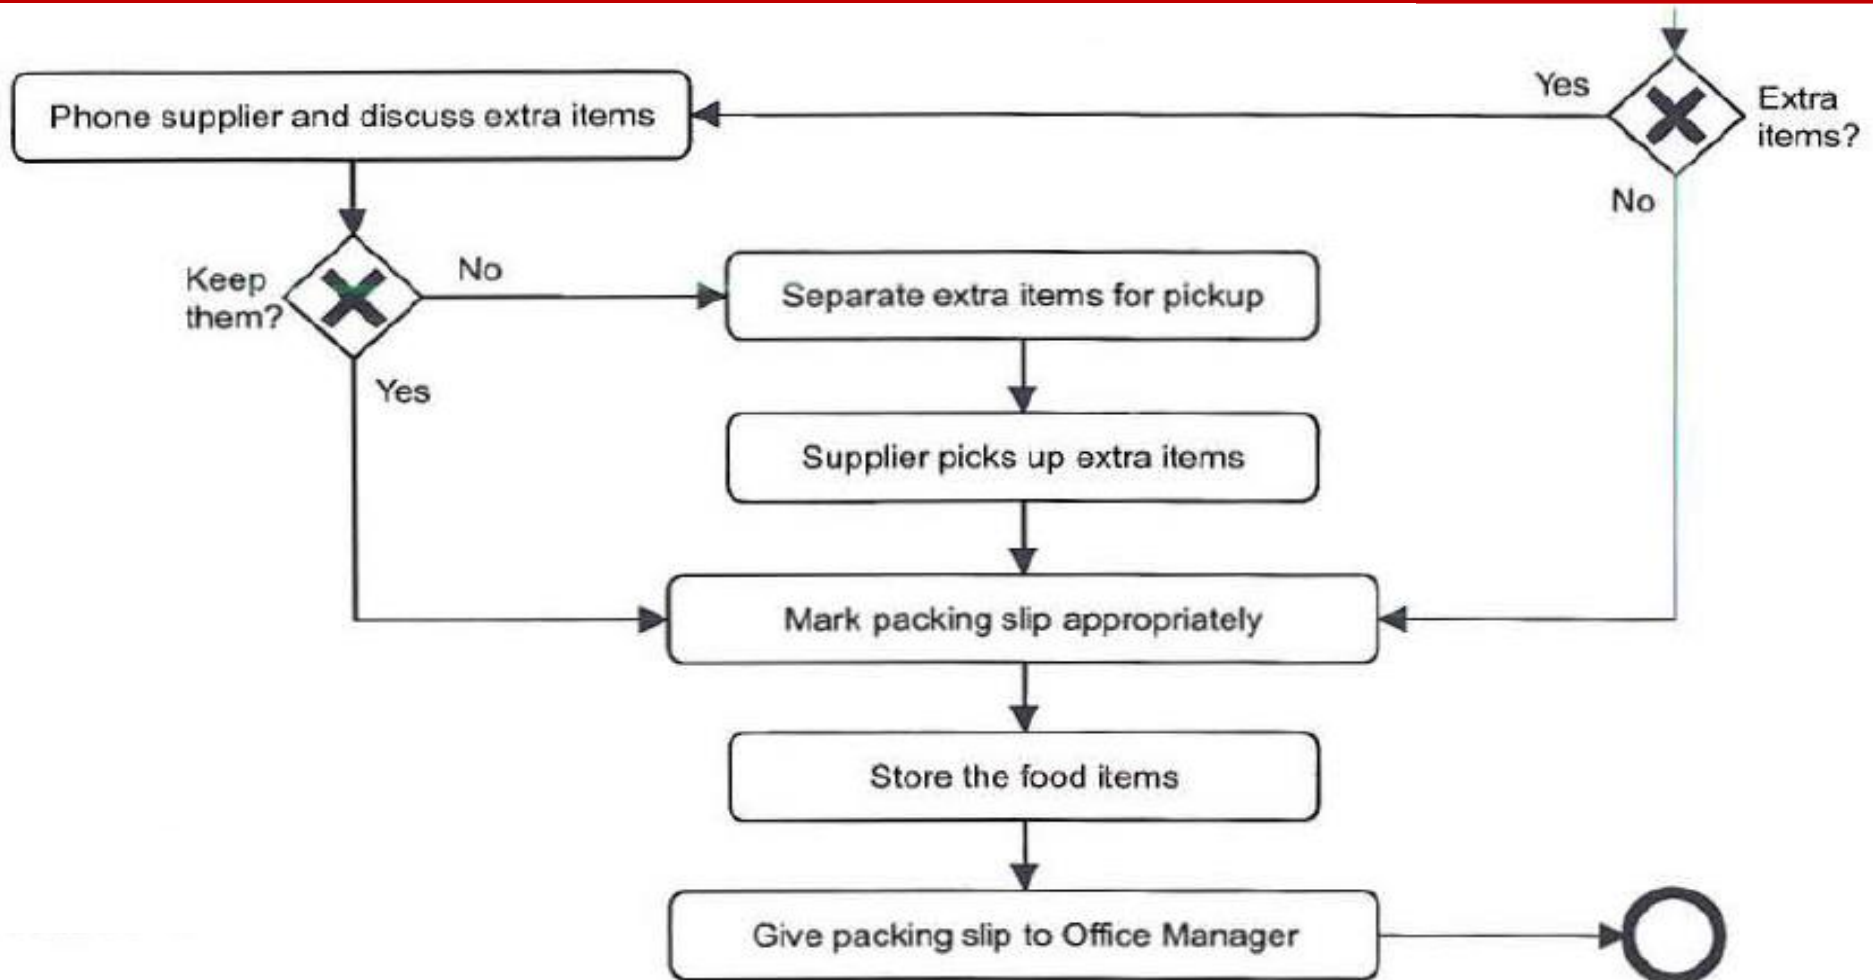 Phone supplier and discuss extra items
Yes
Extra
items?
No
Keep
them?
No
Separate extra items for pickup
Yes
Supplier picks up extra items
Mark packing slip appropriately
Store the food items
Give packing slip to Office Manager